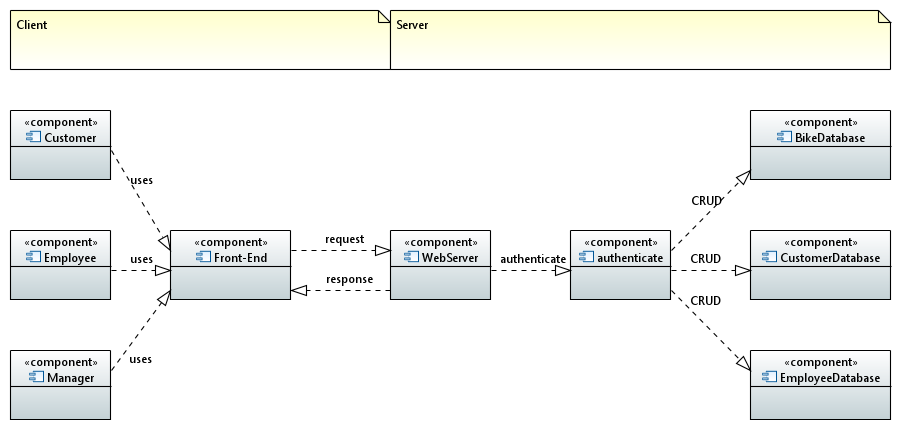 Client
Server
«component»
Customer
«component»
BikeDatabase
uses
CRUD
«component»
Employee
uses
«component»
Front-End
request
response
«component»
WebServer
authenticate
«component»
authenticate
CRUD
«component»
CustomerDatabase
CRUD
uses
«component»
Manager
«component»
EmployeeDatabase